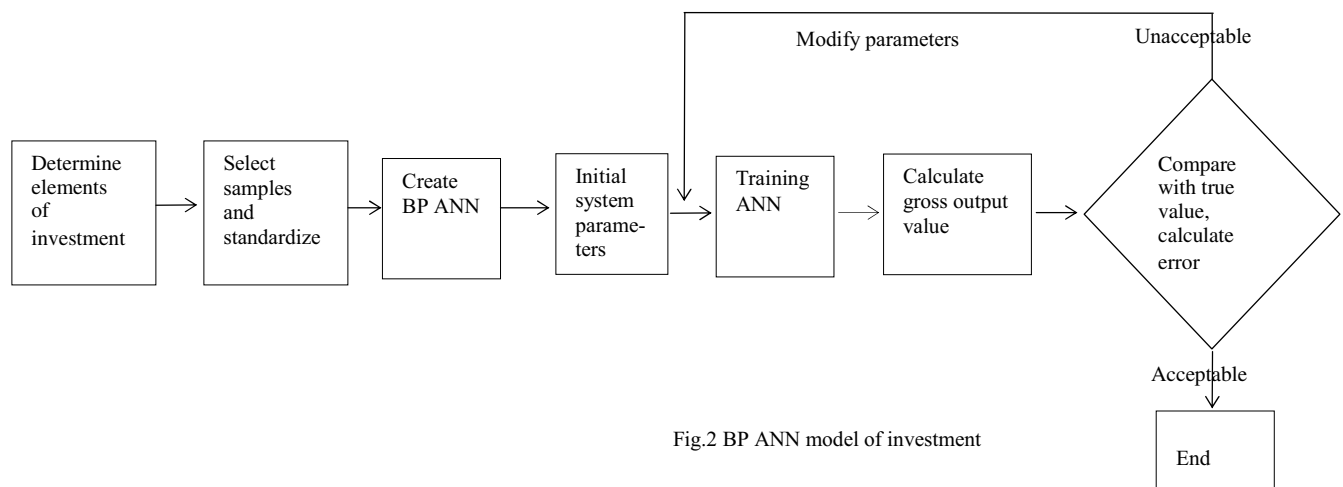 Modify parameters
Unacceptable
Determine
elements
of
investment
Select
samples
and
standardize
Create
BP ANN
Initial
system
parame-
ters
Training
ANN
Calculate
gross output
value
Compare
with true
value,
calculate
error
Acceptable
End
Fig.2 BP ANN model of investment